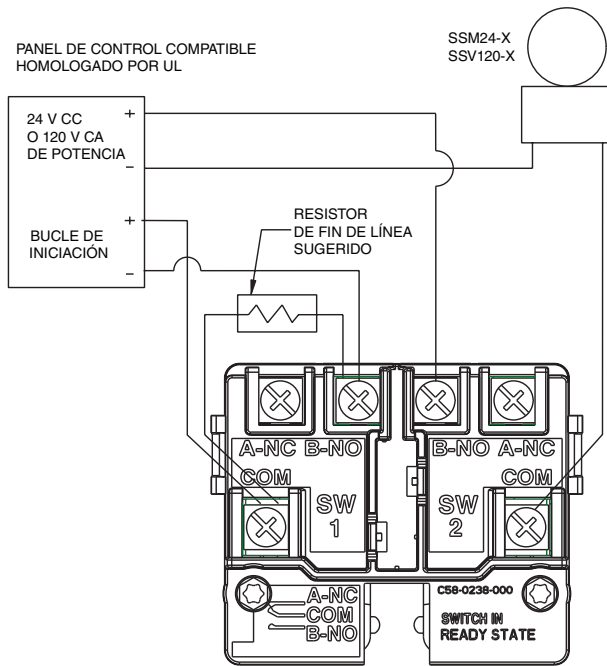 PANEL DE CONTROL COMPATIBLE
HOMOLOGADO POR UL
SSM24-X
SSV120-X
24 V CC
O 120 V CA
DE POTENCIA
+
–
+
–
BUCLE DE
INICIACIÓN
RESISTOR
DE FIN DE LÍNEA
SUGERIDO
A-NC B-NO
COM
SW
1
B-NO A-NC
COM
SW
2
A-NC
COM
B-NO
C58-0238-000
SWITCH IN
READY STATE